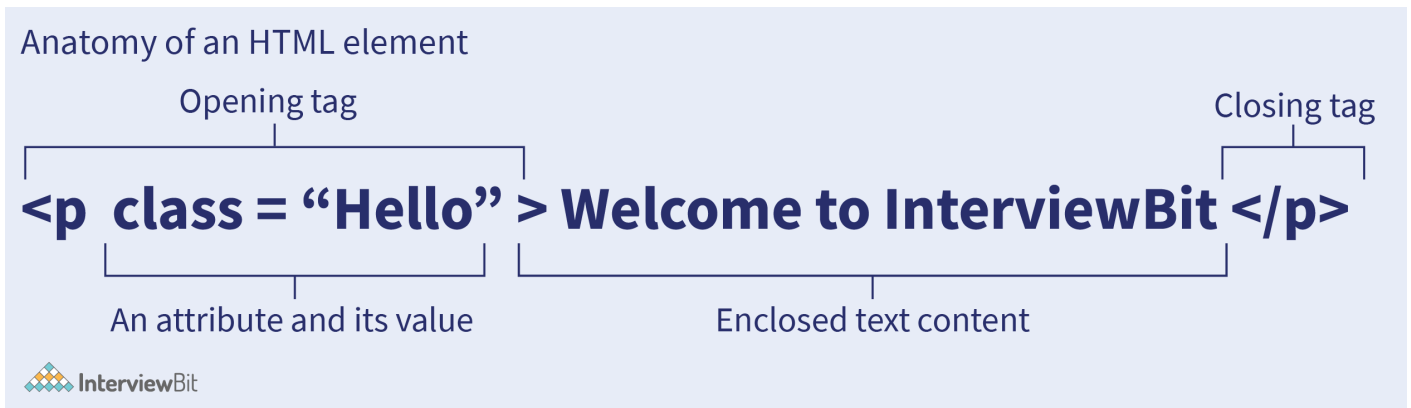 Anatomy of an HTML element
Opening tag
Closing tag
<p class = “Hello” > Welcome to InterviewBit </p>
An attribute and its value
Enclosed text content
InterviewBit